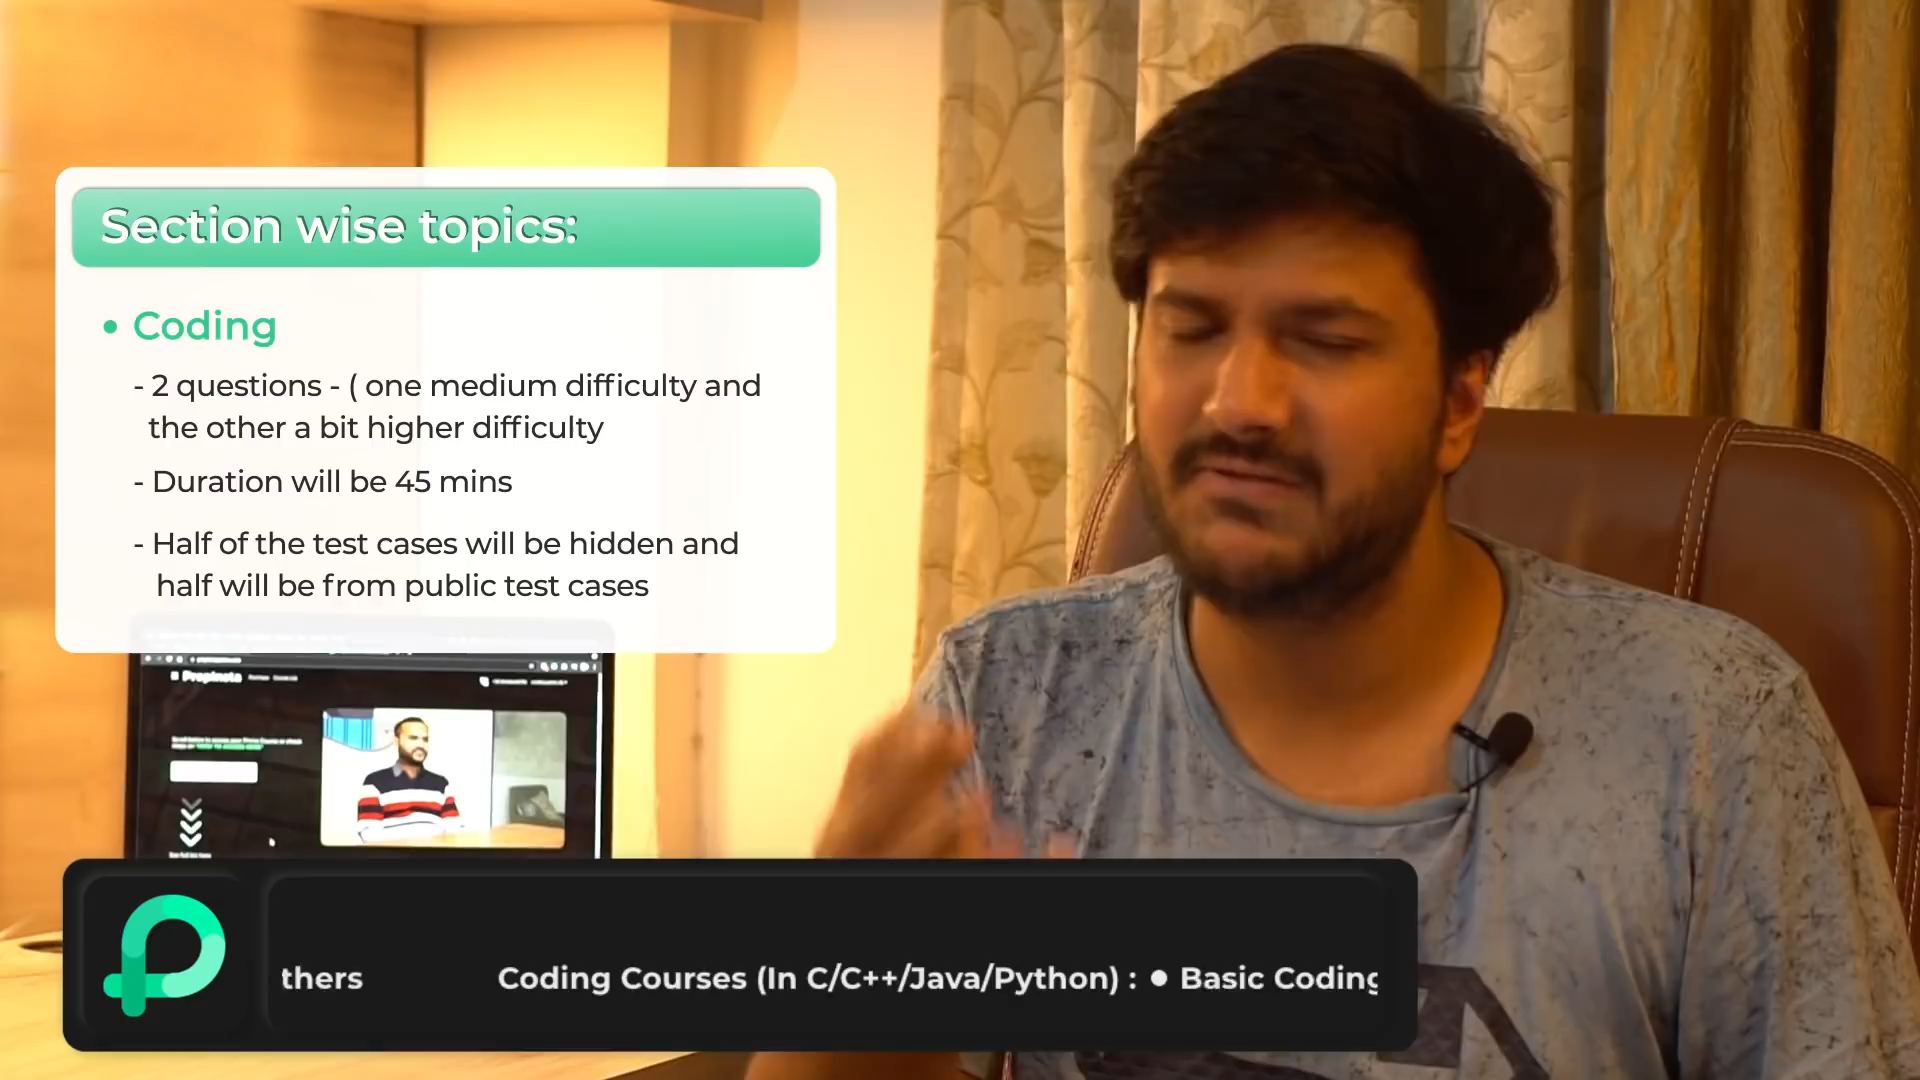 Section wise topics:
• Coding
- 2 questions - ( one medium difficulty and
the other a bit higher difficulty
- Duration will be 45 mins
- Half of the test cases will be hidden and
half will be from public test cases
PrepInsta
thers Coding Courses (In C/C++/Java/Python) : ● Basic Coding